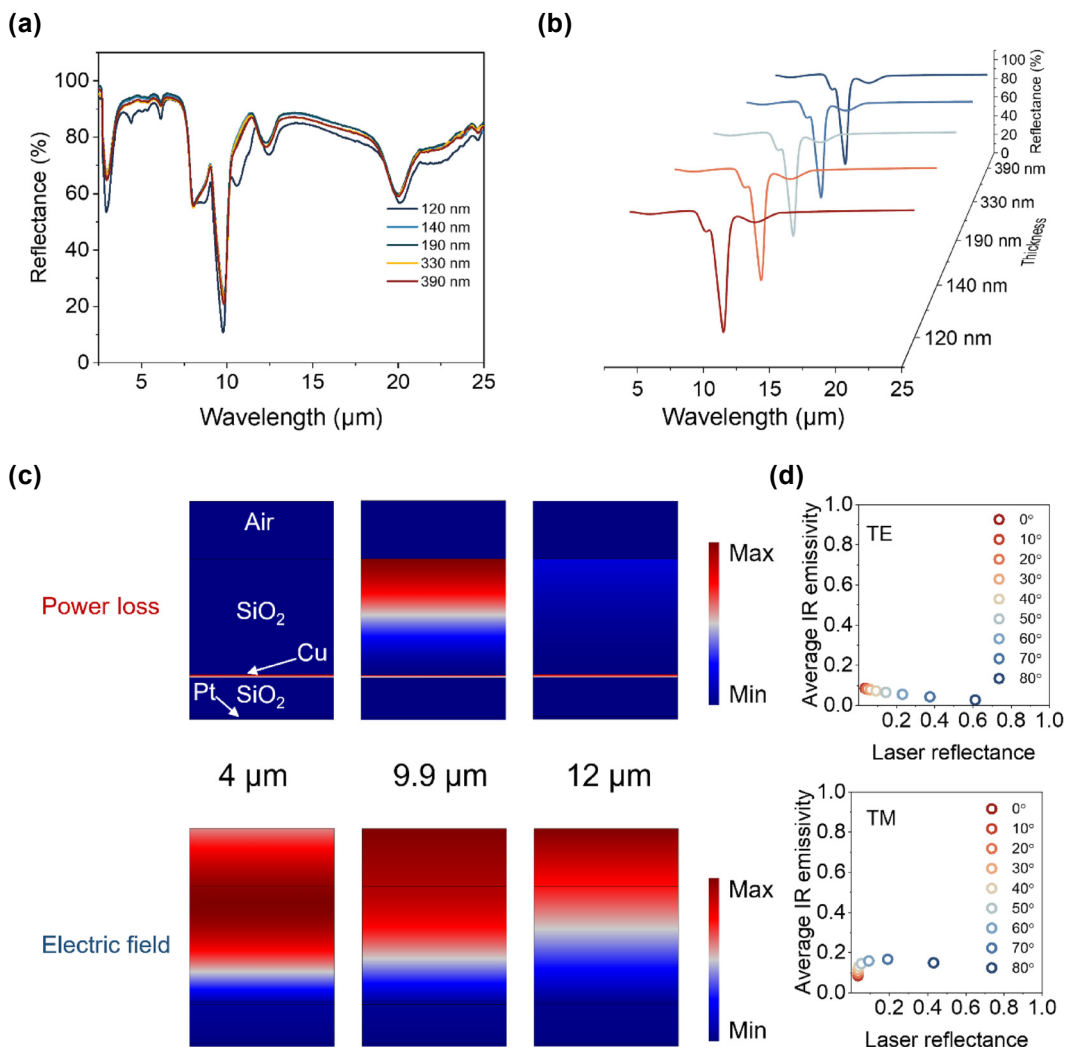 (a)
100
80
60
40
20
0
Reflectance (%)
120 nm
140 nm
190 nm
330 nm
390 nm
5
10
15
20
25
Wavelength (μm)
(b)
100
80
60
40
20
0
Reflectance (%)
390 nm
330 nm
190 nm
140 nm
120 nm
Thickness
5
10
15
20
25
Wavelength (μm)
(c)
Power loss
Air
SiO₂
Cu
Pt
SiO₂
Max
Min
4 μm
9.9 μm
12 μm
Electric field
Max
Min
(d)
Average IR emissivity
1.0
0.8
0.6
0.4
0.2
0.0
TE
0°
10°
20°
30°
40°
50°
60°
70°
80°
0.0 0.2 0.4 0.6 0.8 1.0
Laser reflectance
Average IR emissivity
1.0
0.8
0.6
0.4
0.2
0.0
TM
0°
10°
20°
30°
40°
50°
60°
70°
80°
0.0 0.2 0.4 0.6 0.8 1.0
Laser reflectance